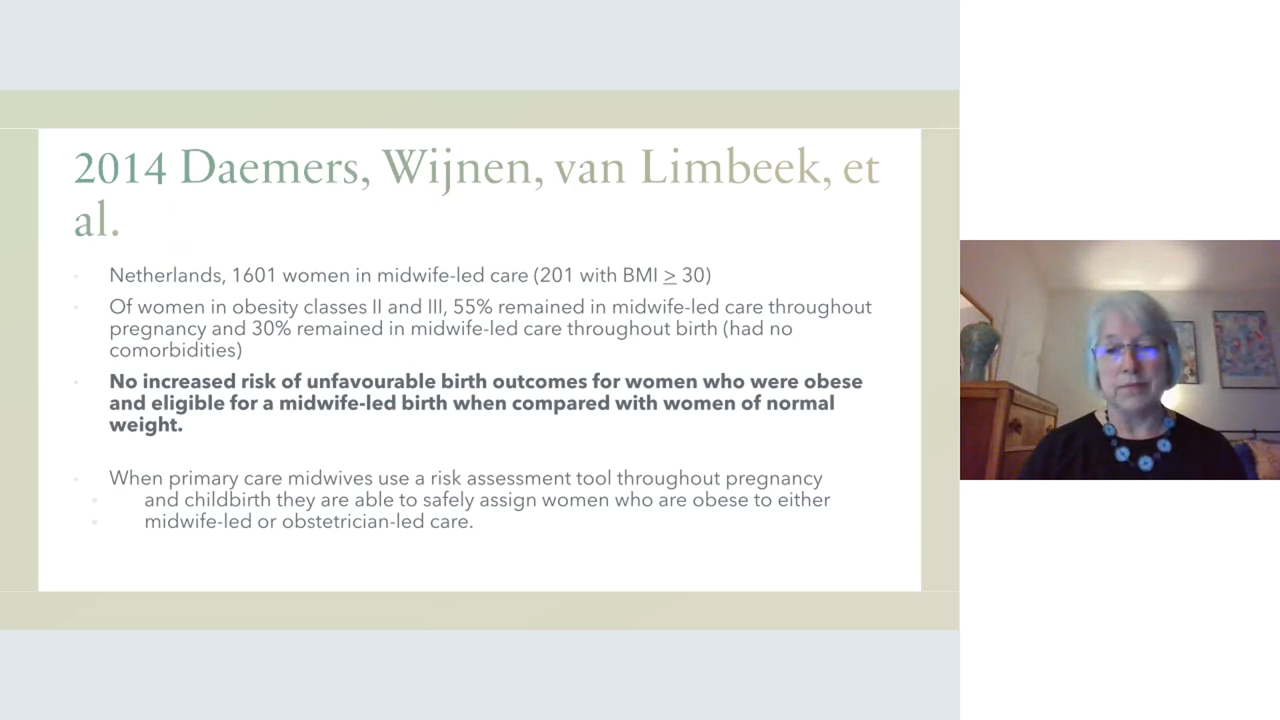 2014 Daemers, Wijnen, van Limbeek, et
al.
Netherlands, 1601 women in midwife-led care (201 with BMI ≥ 30)
Of women in obesity classes II and III, 55% remained in midwife-led care throughout
pregnancy and 30% remained in midwife-led care throughout birth (had no
comorbidities)
No increased risk of unfavourable birth outcomes for women who were obese
and eligible for a midwife-led birth when compared with women of normal
weight.
When primary care midwives use a risk assessment tool throughout pregnancy
and childbirth they are able to safely assign women who are obese to either
midwife-led or obstetrician-led care.